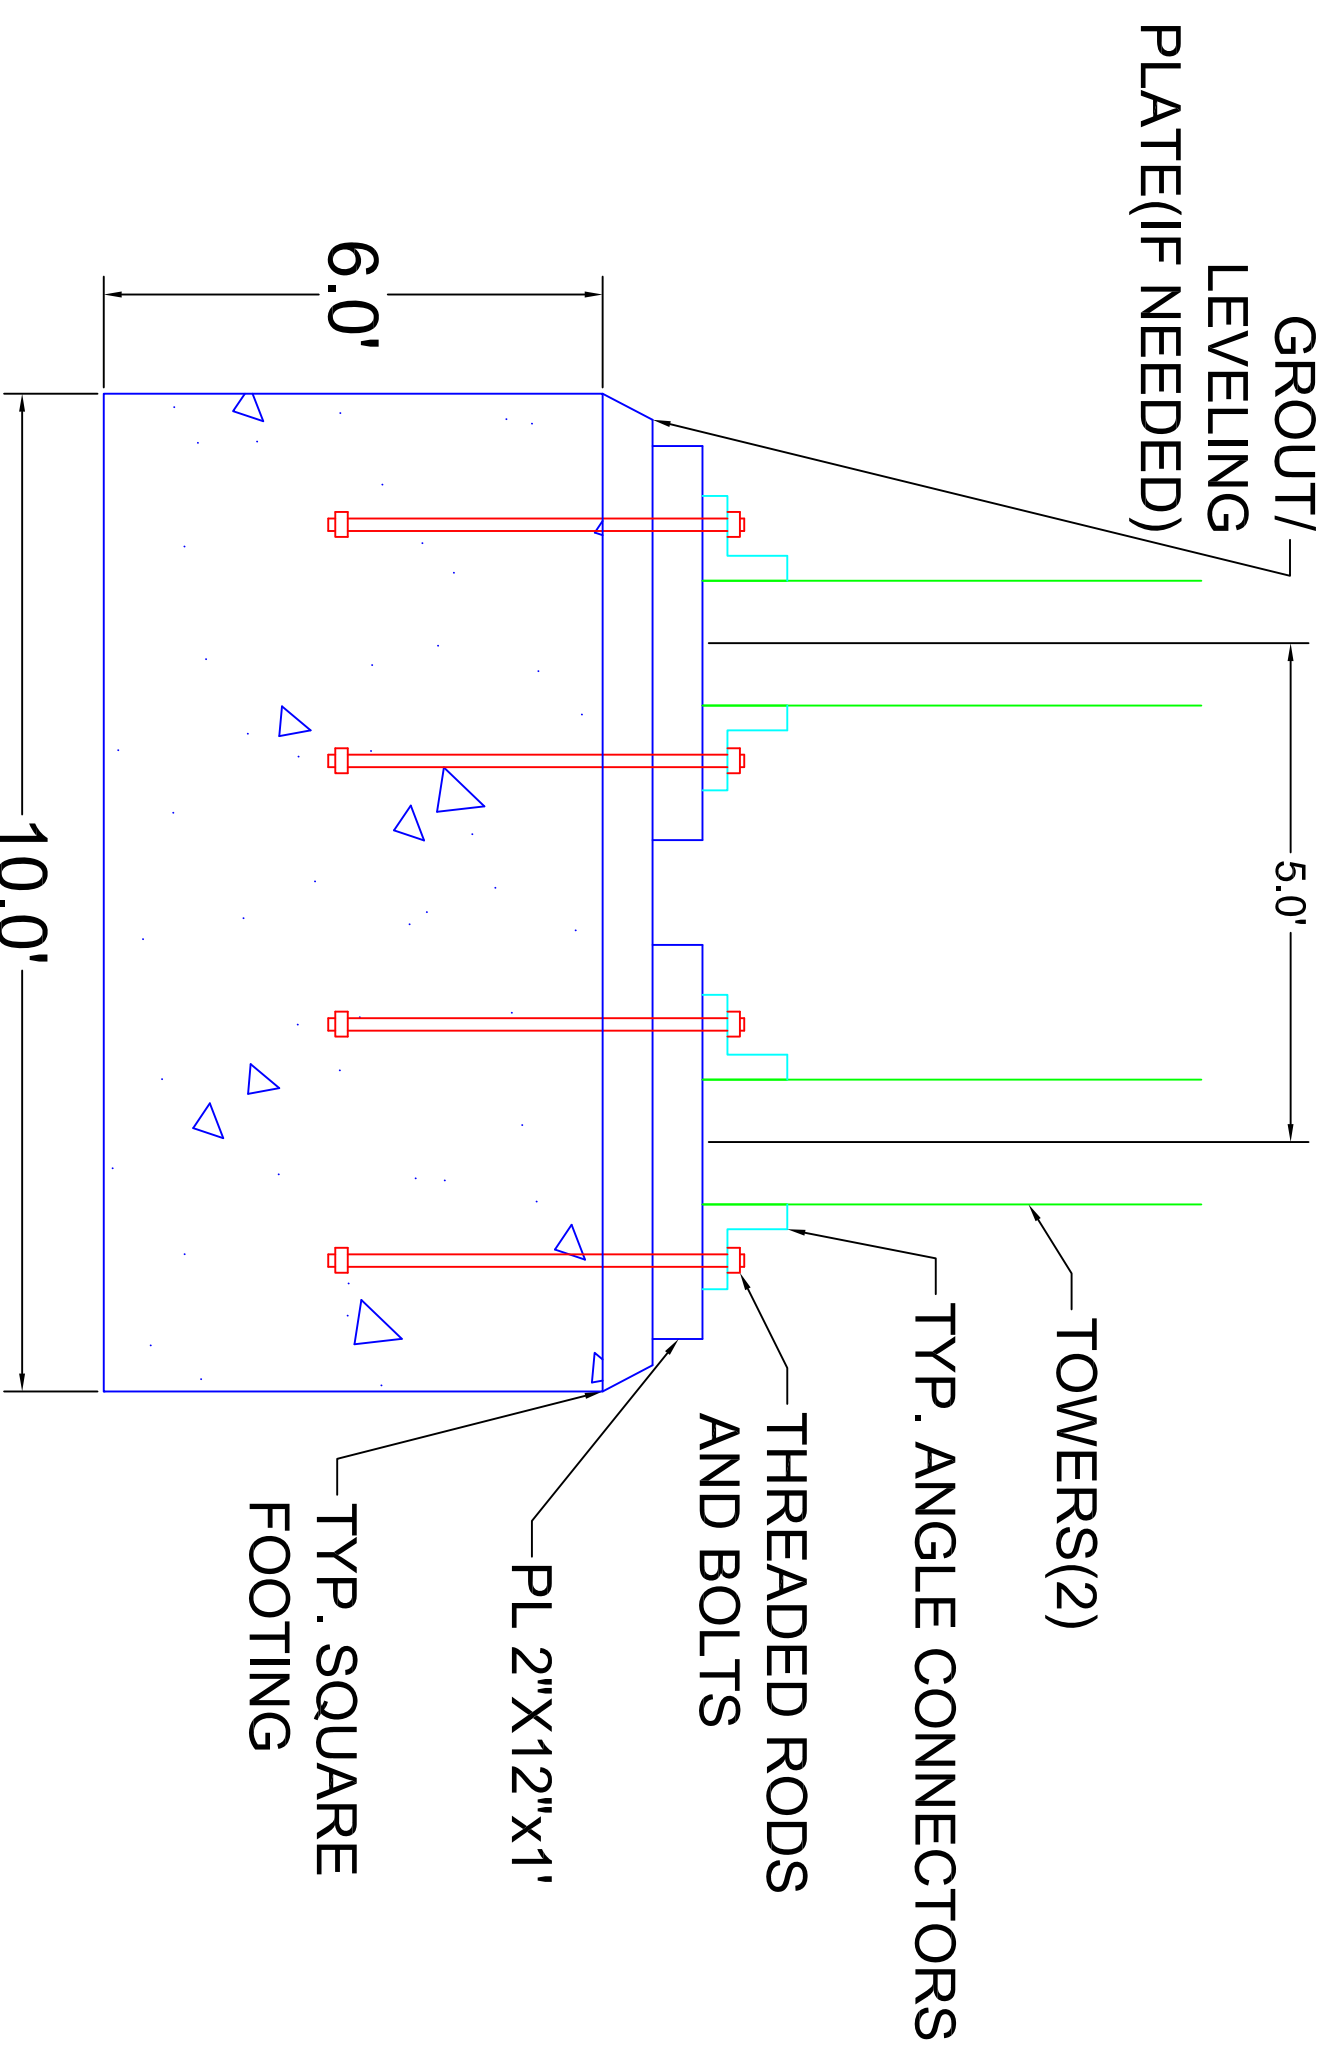 GROUT/
LEVELING
PLATE(IF NEEDED)
5.0'
TOWERS(2)
TYP. ANGLE CONNECTORS
THREADED RODS
AND BOLTS
PL 2"X12"x1'
TYP. SQUARE
FOOTING
6.0'
10.0'